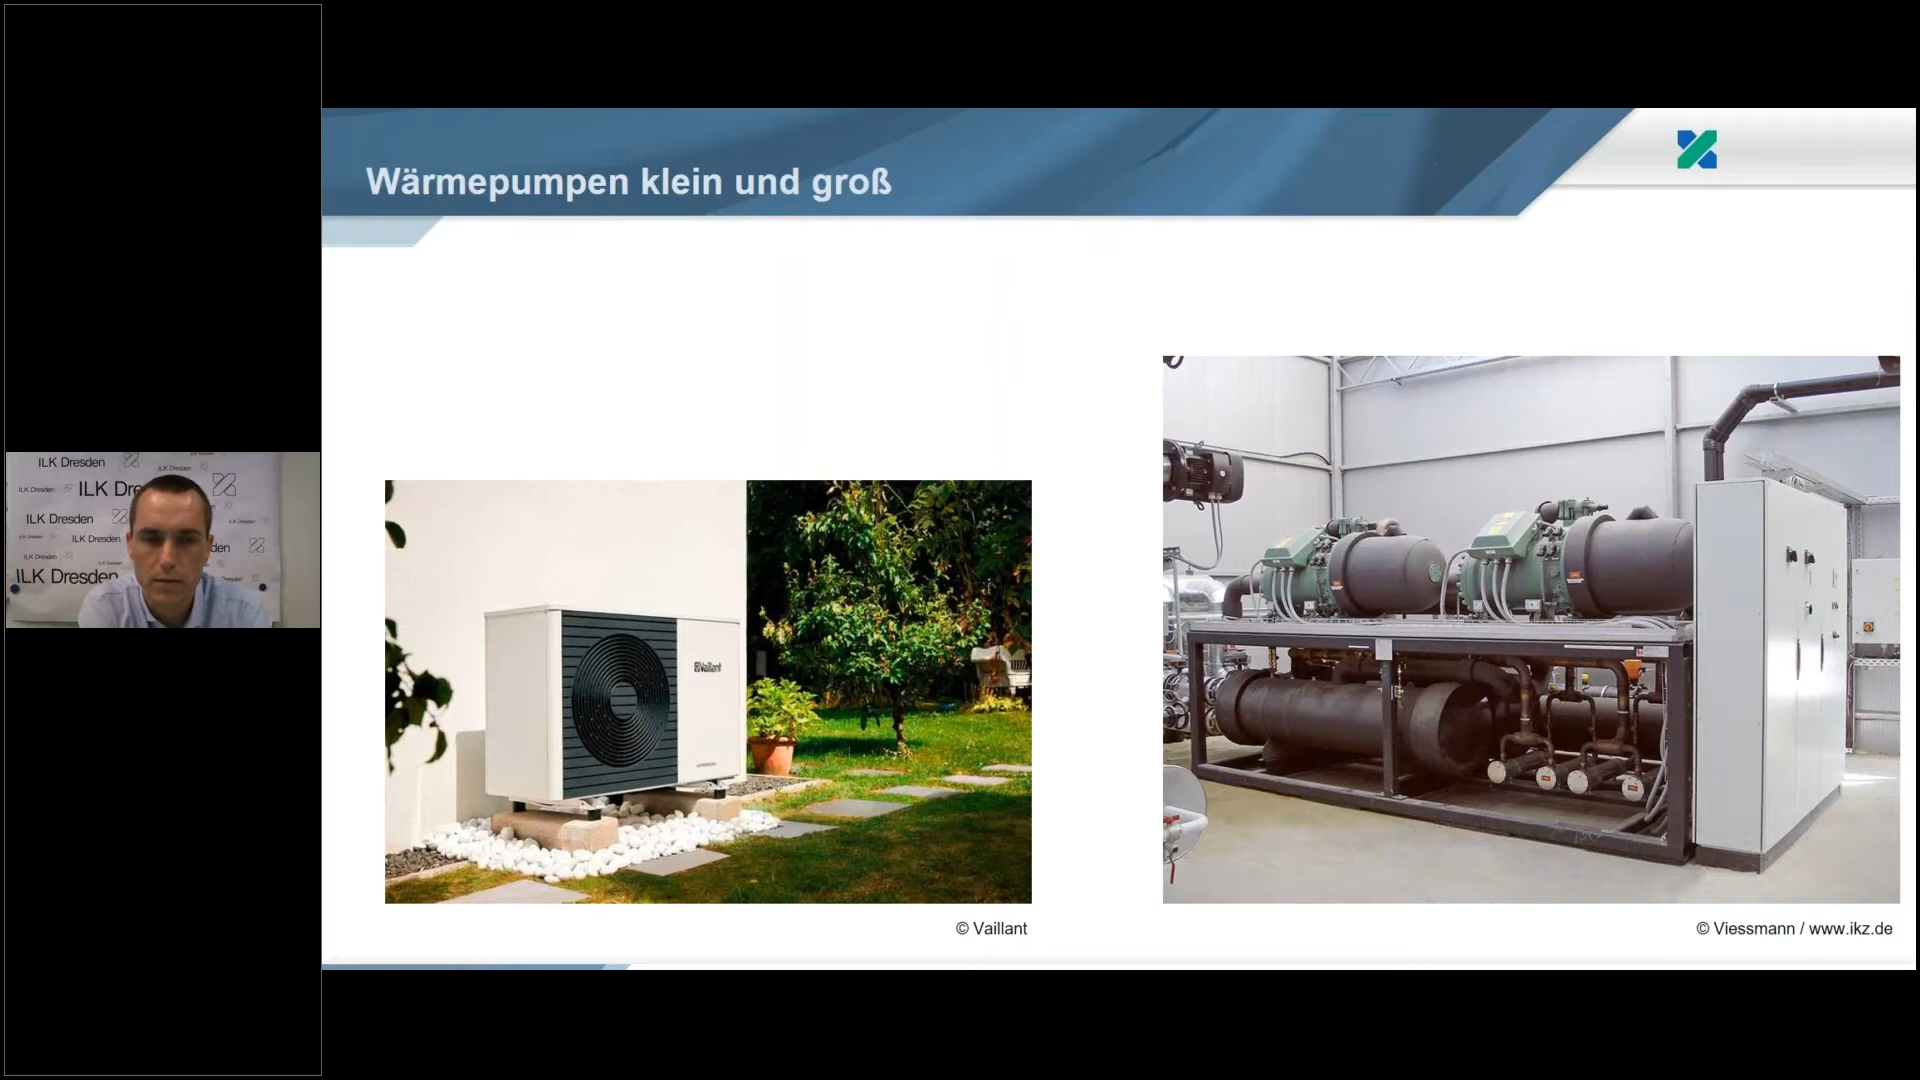 Wärmepumpen klein und groß
ILK Dresden
ILK Dresden
ILK Dresden
ILK Dre
ILK Dresden
ILK Dresden
ILK Dresden
den
ILK Dresden
ILK Dresden
Vaillant
© Vaillant
© Viessmann / www.ikz.de